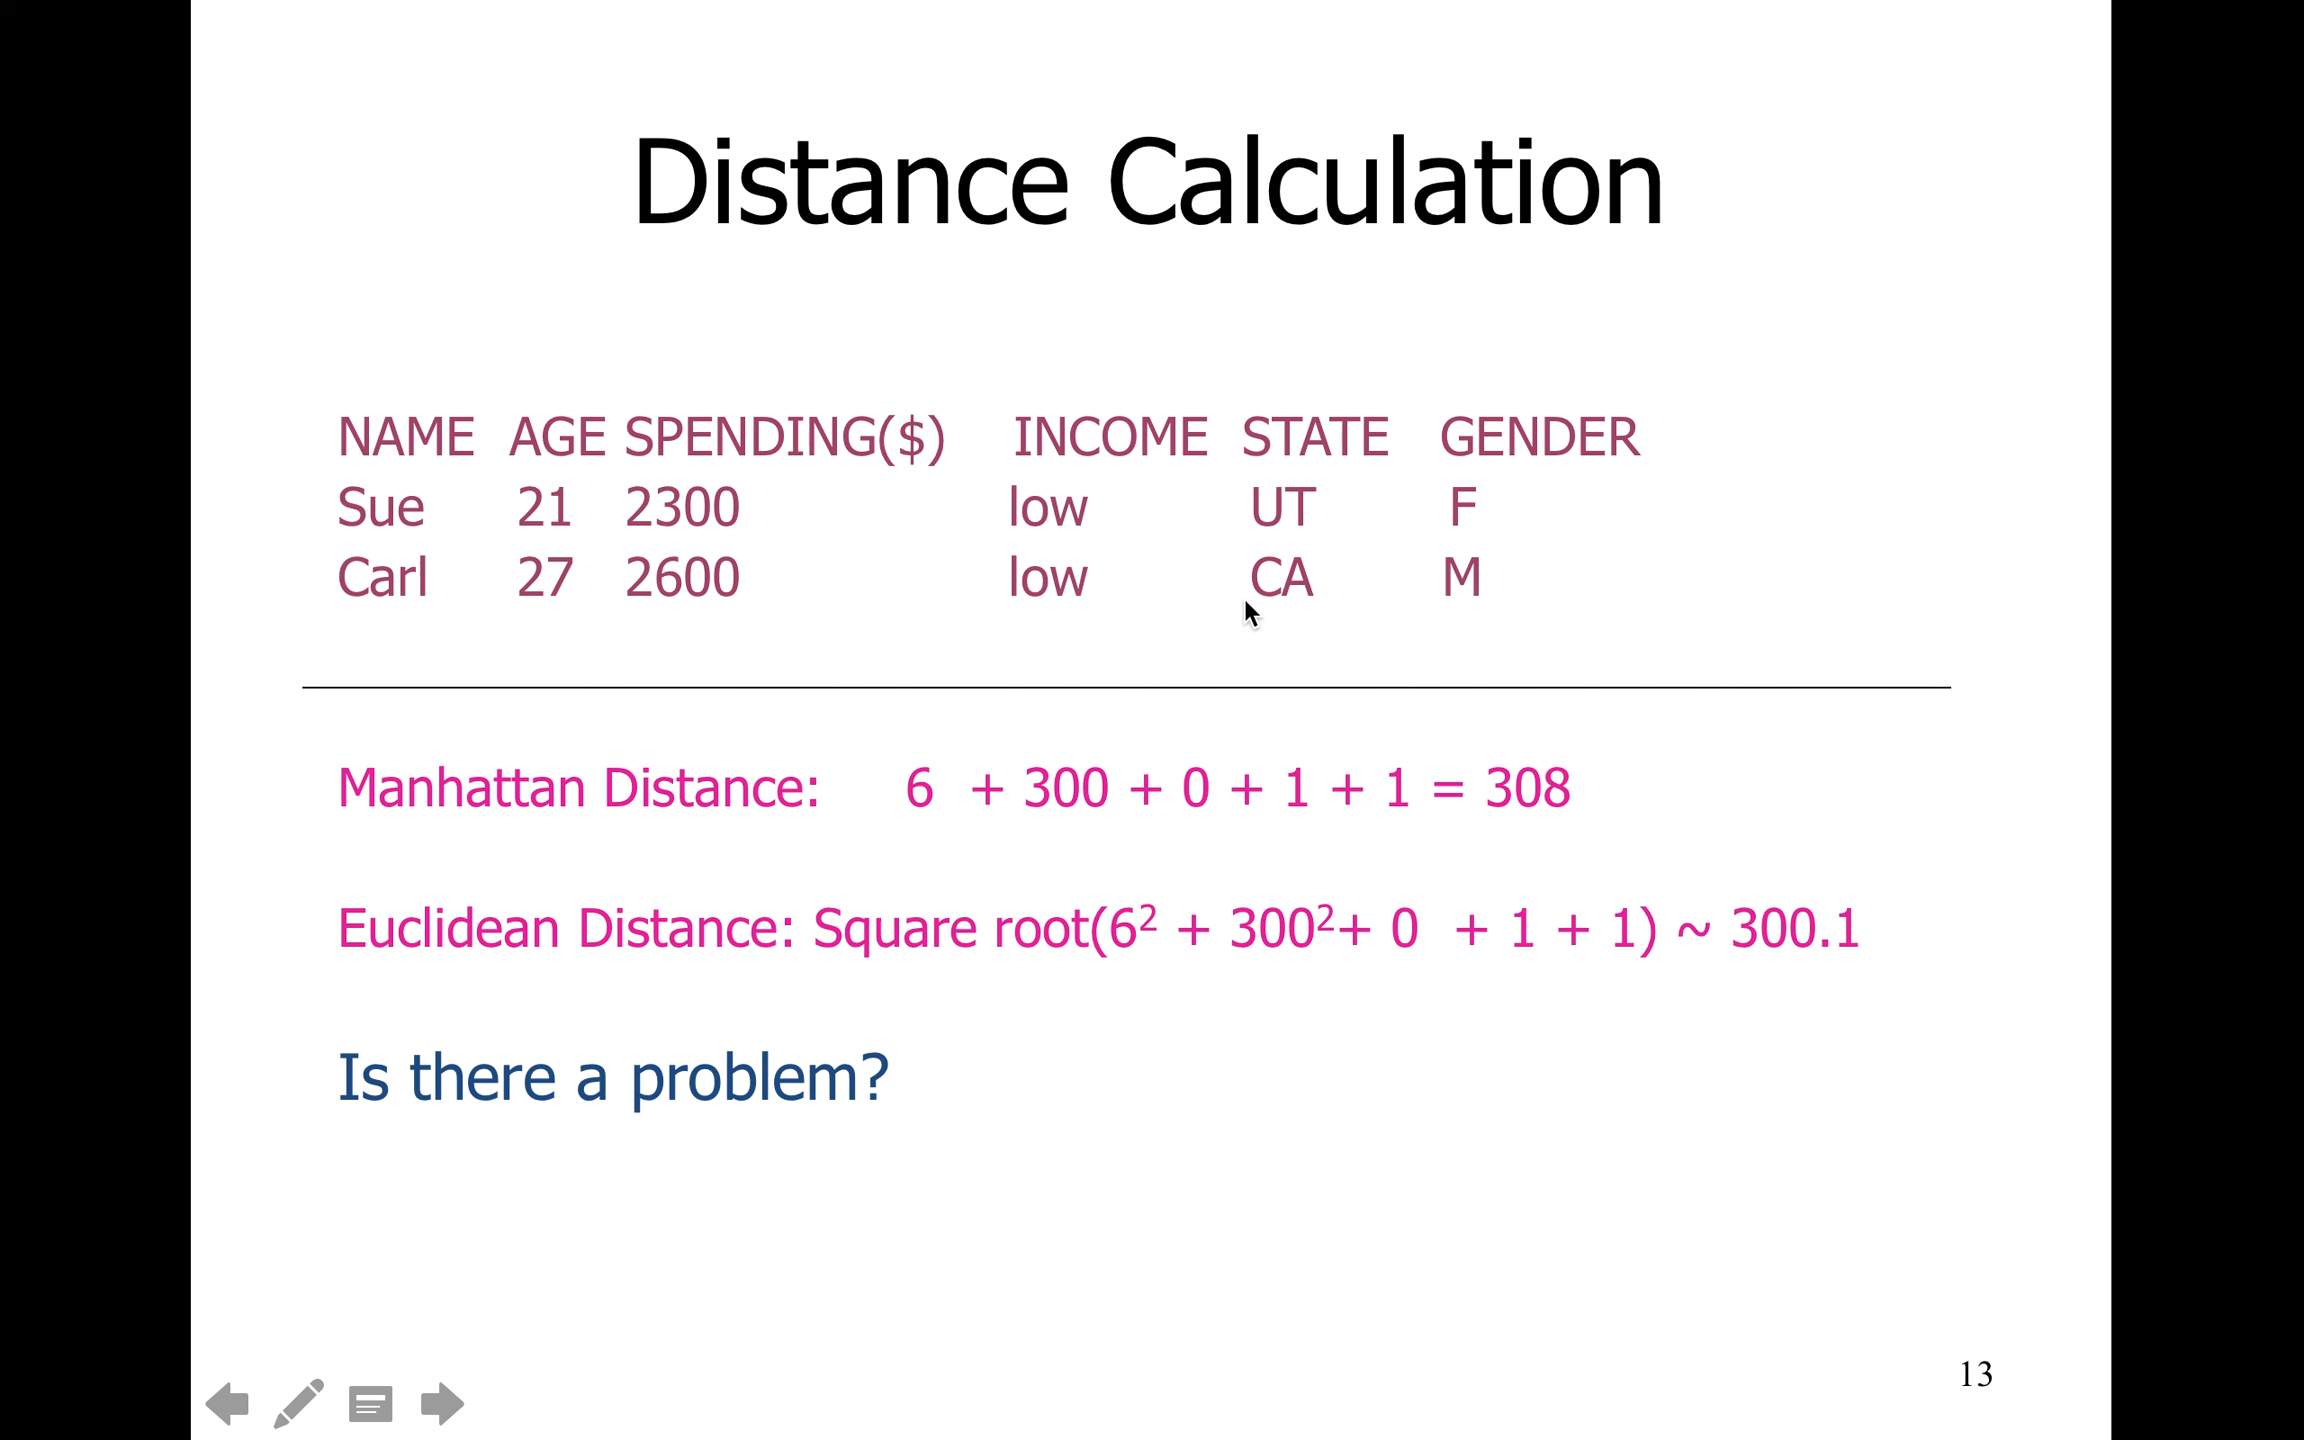 Distance Calculation
NAME AGE SPENDING($) INCOME STATE GENDER
Sue 21 2300 low UT F
Carl 27 2600 low CA M
Manhattan Distance: 6 + 300 + 0 + 1 + 1 = 308
Euclidean Distance: Square root(6² + 300²+ 0 + 1 + 1) ~ 300.1
Is there a problem?
13